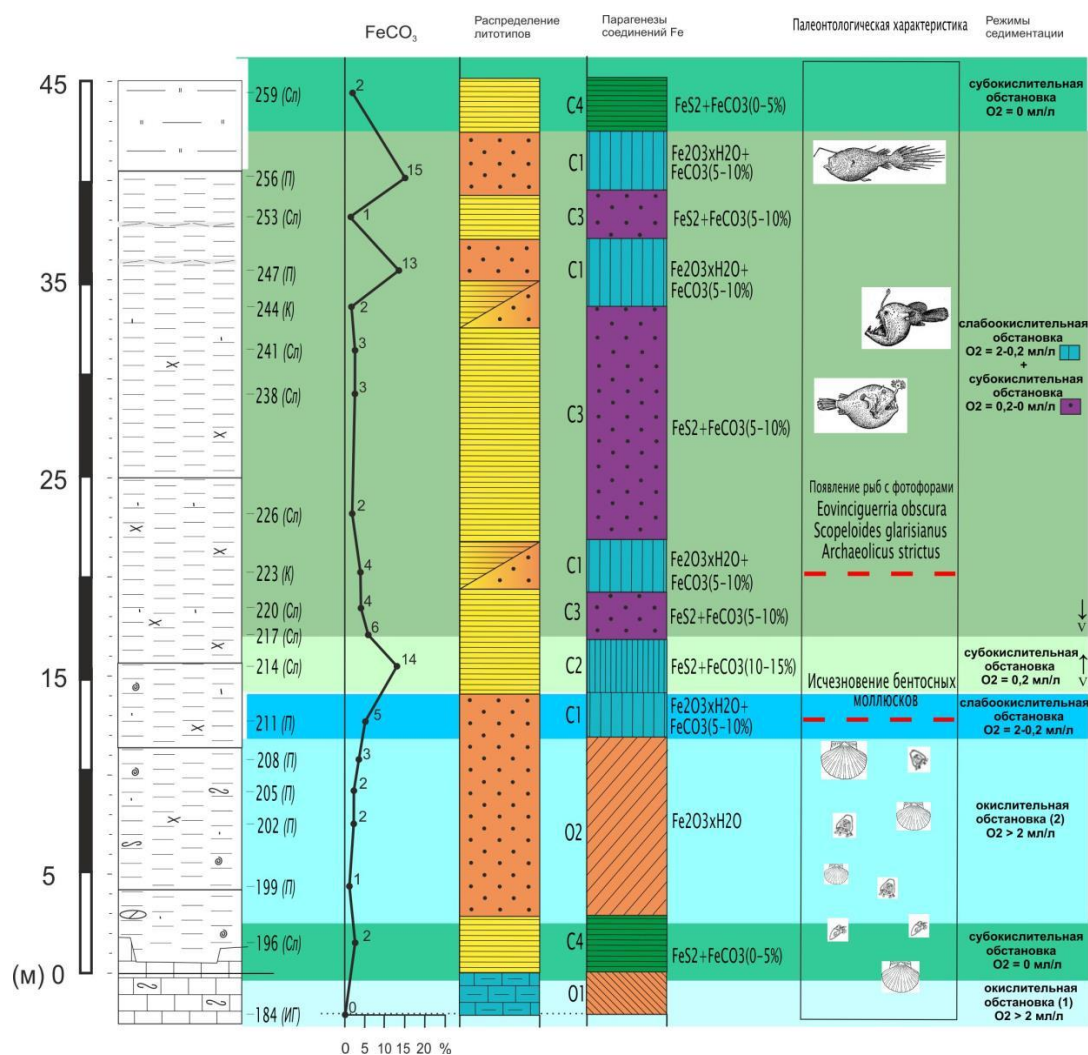 FeCO3
Распределение
литотипов
Парагенезы
соединений Fe
Палеонтологическая характеристика
Режимы
седиментации
45
35
25
15
5
(м) 0
259 (Сл)
256 (П)
253 (Сл)
247 (П)
244 (К)
241 (Сл)
238 (Сл)
226 (Сл)
223 (К)
220 (Сл)
217 (Сл)
214 (Сл)
211 (П)
208 (П)
205 (П)
202 (П)
199 (П)
196 (Сл)
184 (ИГ)
2
15
1
13
2
3
3
2
4
4
6
14
5
3
2
2
1
2
0
0 5 10 15 20 %
C4
C1
C3
C1
C3
C1
C3
C2
C1
O2
C4
O1
FeS2+FeCO3(0–5%)
Fe2O3xH2O+
FeCO3(5–10%)
FeS2+FeCO3(5–10%)
Fe2O3xH2O+
FeCO3(5–10%)
FeS2+FeCO3(5–10%)
Fe2O3xH2O+
FeCO3(5–10%)
FeS2+FeCO3(5–10%)
FeS2+FeCO3(10–15%)
Fe2O3xH2O+
FeCO3(5–10%)
Fe2O3xH2O
FeS2+FeCO3(0–5%)
Появление рыб с фотофорами
Eovinciguerria obscura
Scopeloides glarisianus
Archaeolicus strictus
Исчезновение бентосных
моллюсков
субокислительная
обстановка
O2 = 0 мл/л
слабоокислительная
обстановка
O2 = 2-0,2 мл/л
+
субокислительная
обстановка
O2 = 0,2-0 мл/л
V
субокислительная
обстановка
O2 = 0,2 мл/л
V
слабоокислительная
обстановка
O2 = 2-0,2 мл/л
окислительная
обстановка (2)
O2 > 2 мл/л
субокислительная
обстановка
O2 = 0 мл/л
окислительная
обстановка (1)
O2 > 2 мл/л